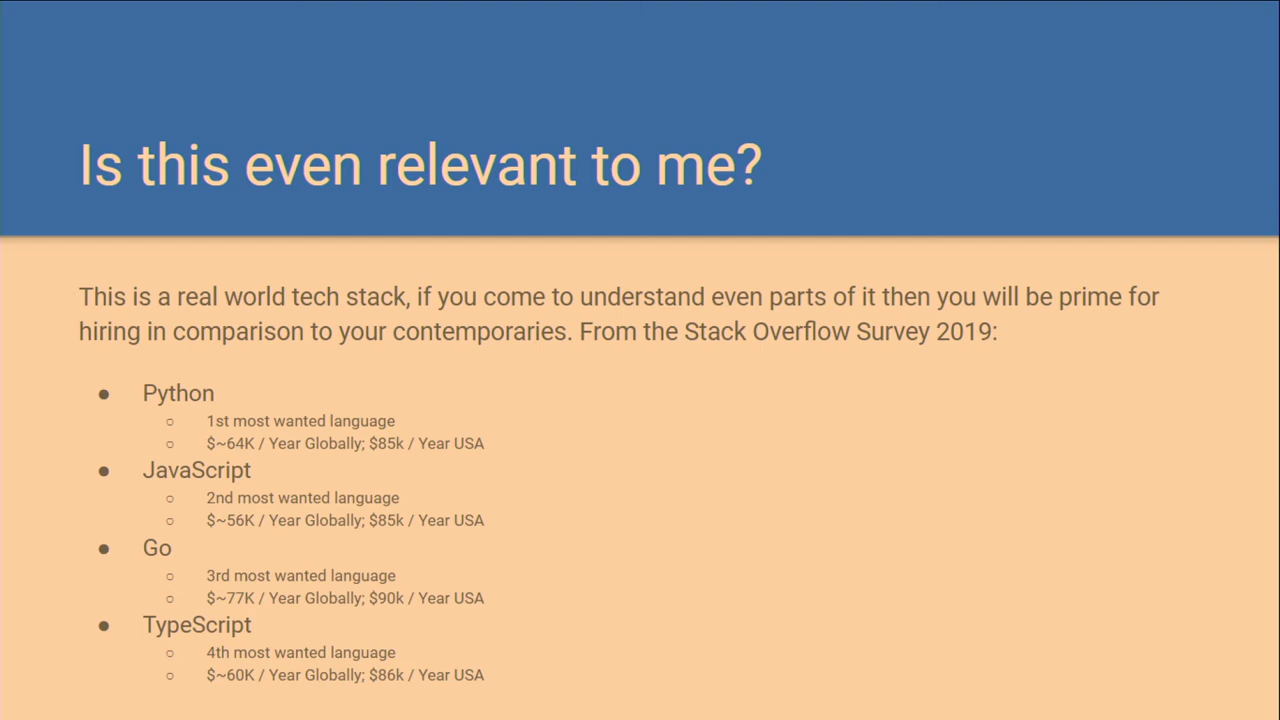 Is this even relevant to me?
This is a real world tech stack, if you come to understand even parts of it then you will be prime for
hiring in comparison to your contemporaries. From the Stack Overflow Survey 2019:
● Python
○ 1st most wanted language
○ $~64K / Year Globally; $85k / Year USA
● JavaScript
○ 2nd most wanted language
○ $~56K / Year Globally; $85k / Year USA
● Go
○ 3rd most wanted language
○ $~77K / Year Globally; $90k / Year USA
● TypeScript
○ 4th most wanted language
○ $~60K / Year Globally; $86k / Year USA